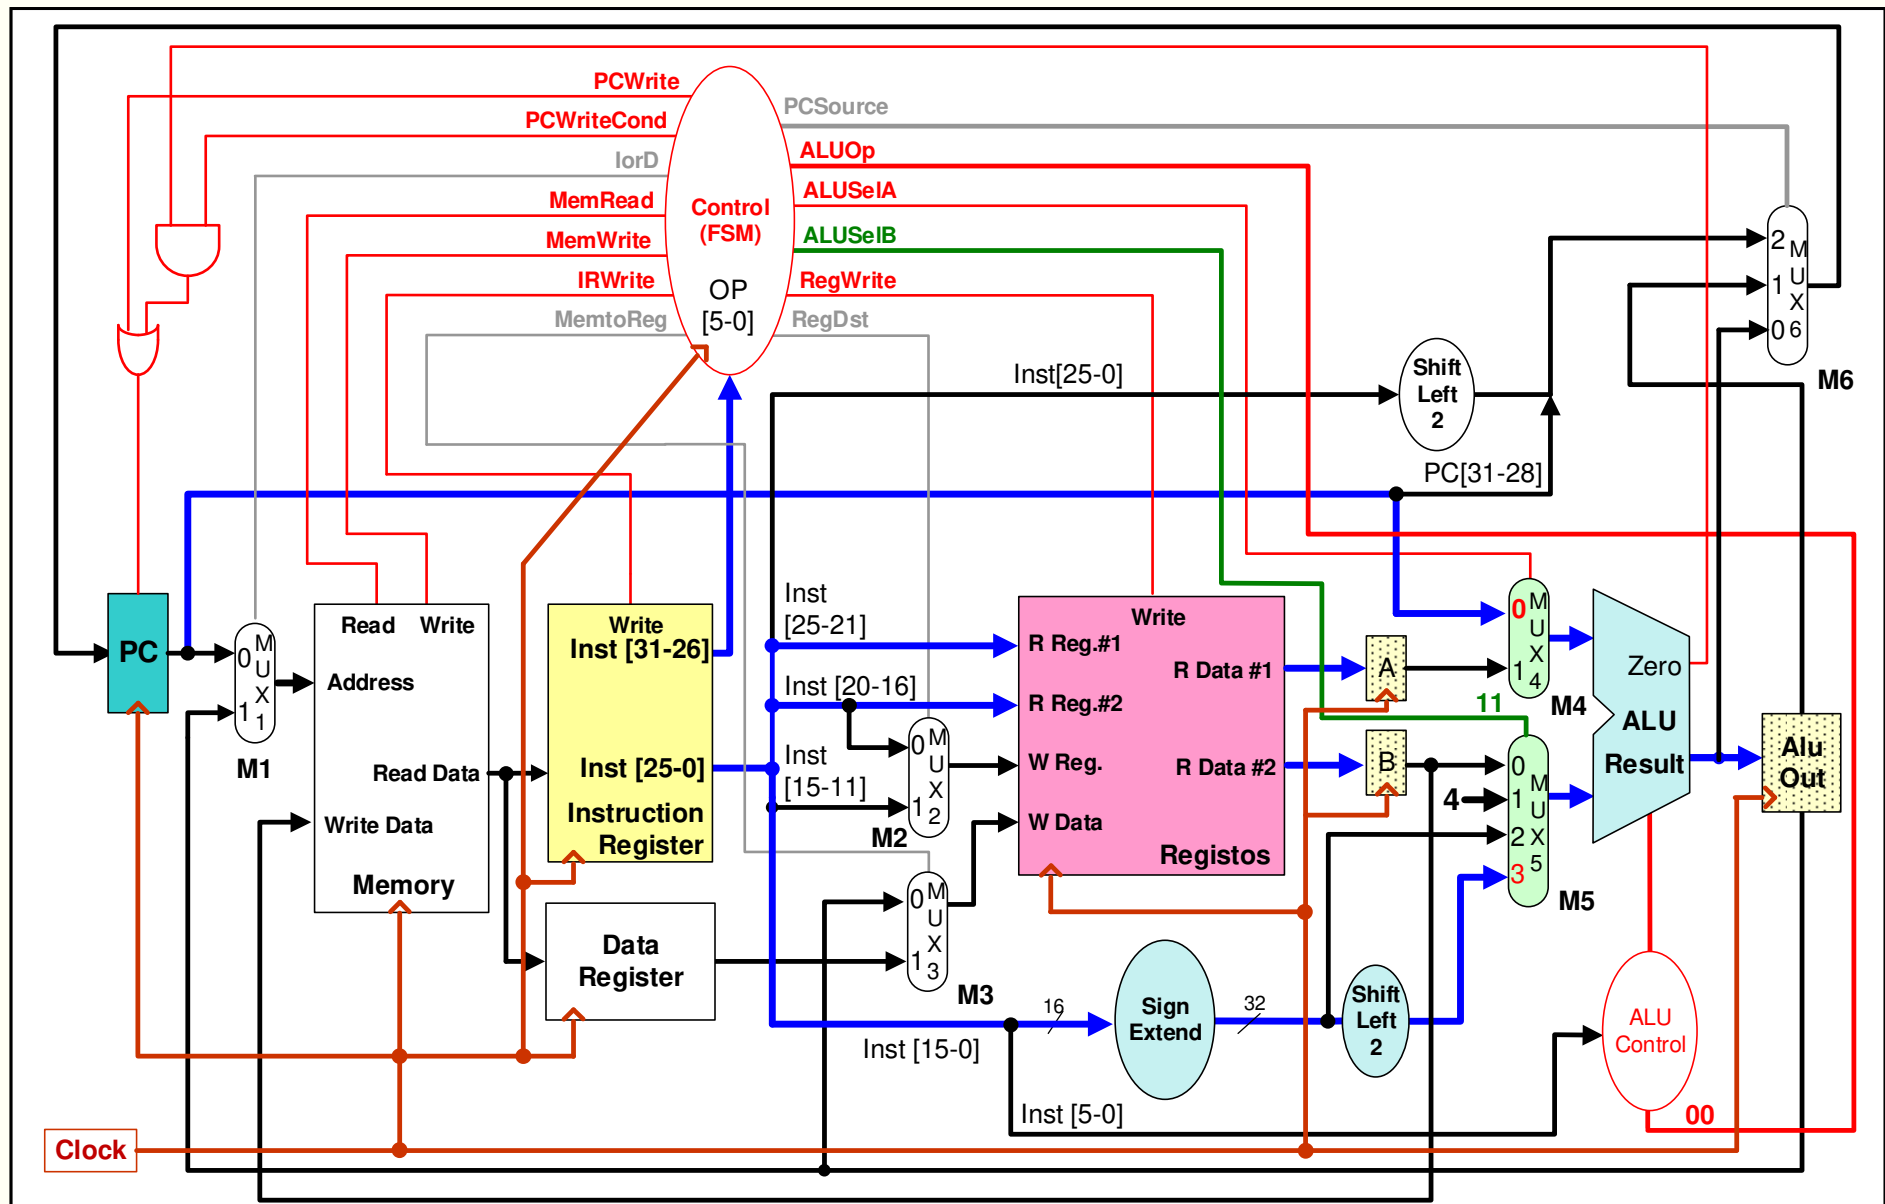 PCWrite
PCWriteCond
IorD
MemRead
MemWrite
IRWrite
MemtoReg
Control
(FSM)
OP
[5-0]
PCSource
ALUOp
ALUSelA
ALUSelB
RegWrite
RegDst
Inst[25-0]
Shift
Left
2
PC[31-28]
2
1
0
M
U
X
6
M6
PC
0
1
M
U
X
1
M1
Read Write
Address
Read Data
Write Data
Memory
Write
Inst [31-26]
Inst [25-0]
Instruction
Register
Data
Register
Inst
[25-21]
Inst [20-16]
Inst
[15-11]
0
1
M
U
X
2
M2
0
1
M
U
X
3
M3
Write
R Reg.#1
R Data #1
R Reg.#2
W Reg.
R Data #2
W Data
Registos
A
B
0
1
M
U
X
4
M4
11
4
0
1
2
3
M
U
X
5
M5
Zero
ALU
Result
Alu
Out
Inst [15-0]
16
Sign
Extend
32
Shift
Left
2
ALU
Control
Inst [5-0]
00
Clock